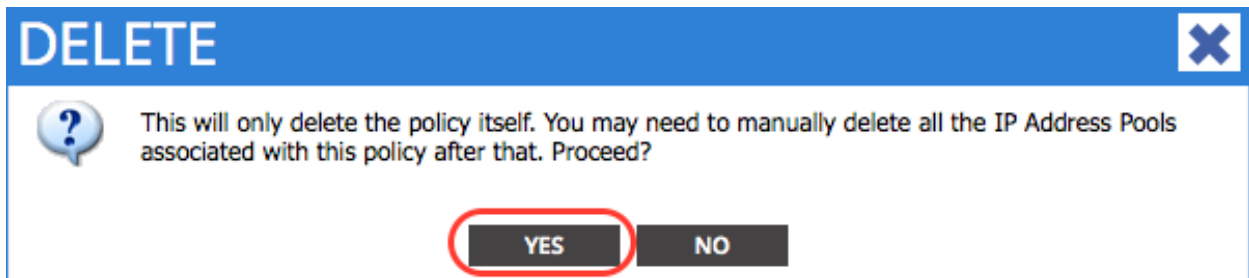 DELETE
This will only delete the policy itself. You may need to manually delete all the IP Address Pools
associated with this policy after that. Proceed?
YES NO